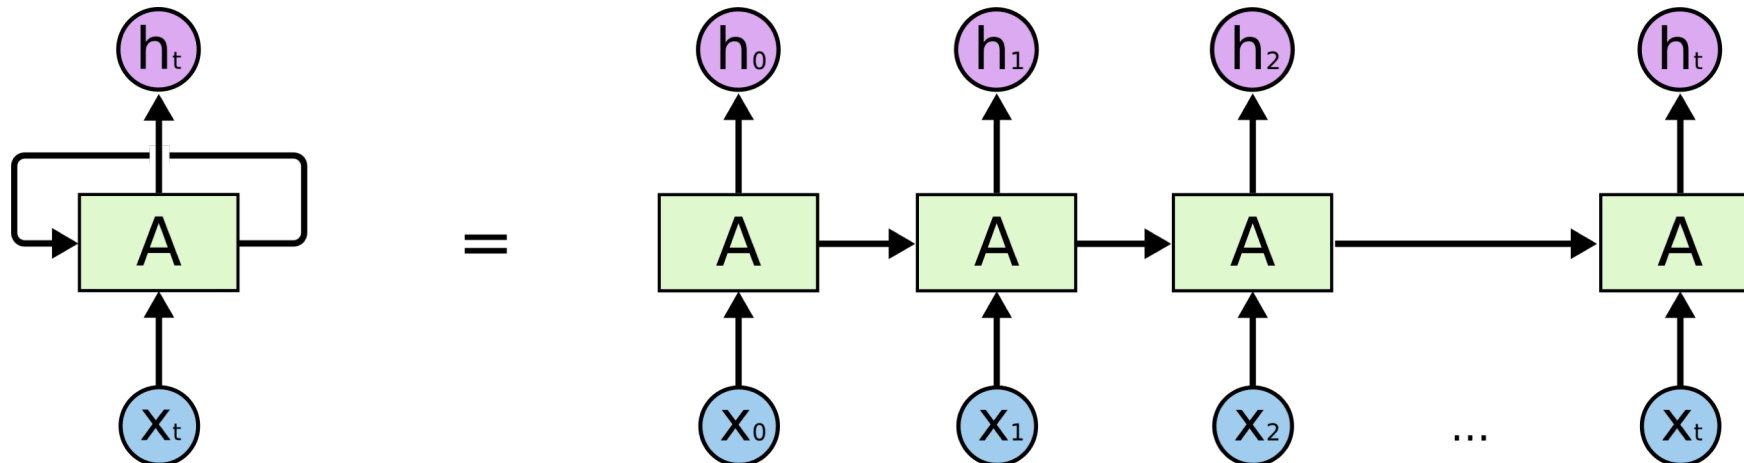 ht h0 h1 h2 ht
A = A A A A
xt x0 x1 x2 ... xt